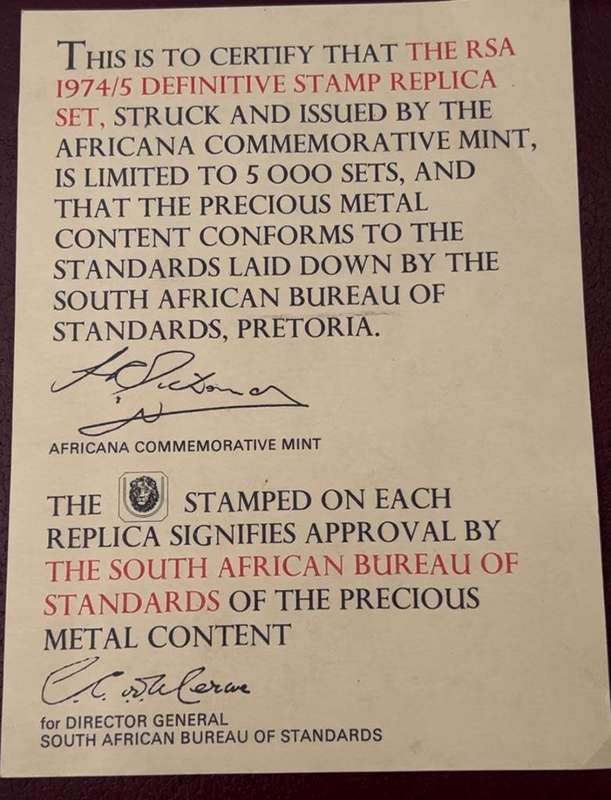 THIS IS TO CERTIFY THAT THE RSA
1974/5 DEFINITIVE STAMP REPLICA
SET, STRUCK AND ISSUED BY THE
AFRICANA COMMEMORATIVE MINT,
IS LIMITED TO 5 000 SETS, AND
THAT THE PRECIOUS METAL
CONTENT CONFORMS TO THE
STANDARDS LAID DOWN BY THE
SOUTH AFRICAN BUREAU OF
STANDARDS, PRETORIA.
AFRICANA COMMEMORATIVE MINT
THE STAMPED ON EACH
REPLICA SIGNIFIES APPROVAL BY
THE SOUTH AFRICAN BUREAU OF
STANDARDS OF THE PRECIOUS
METAL CONTENT
for DIRECTOR GENERAL
SOUTH AFRICAN BUREAU OF STANDARDS